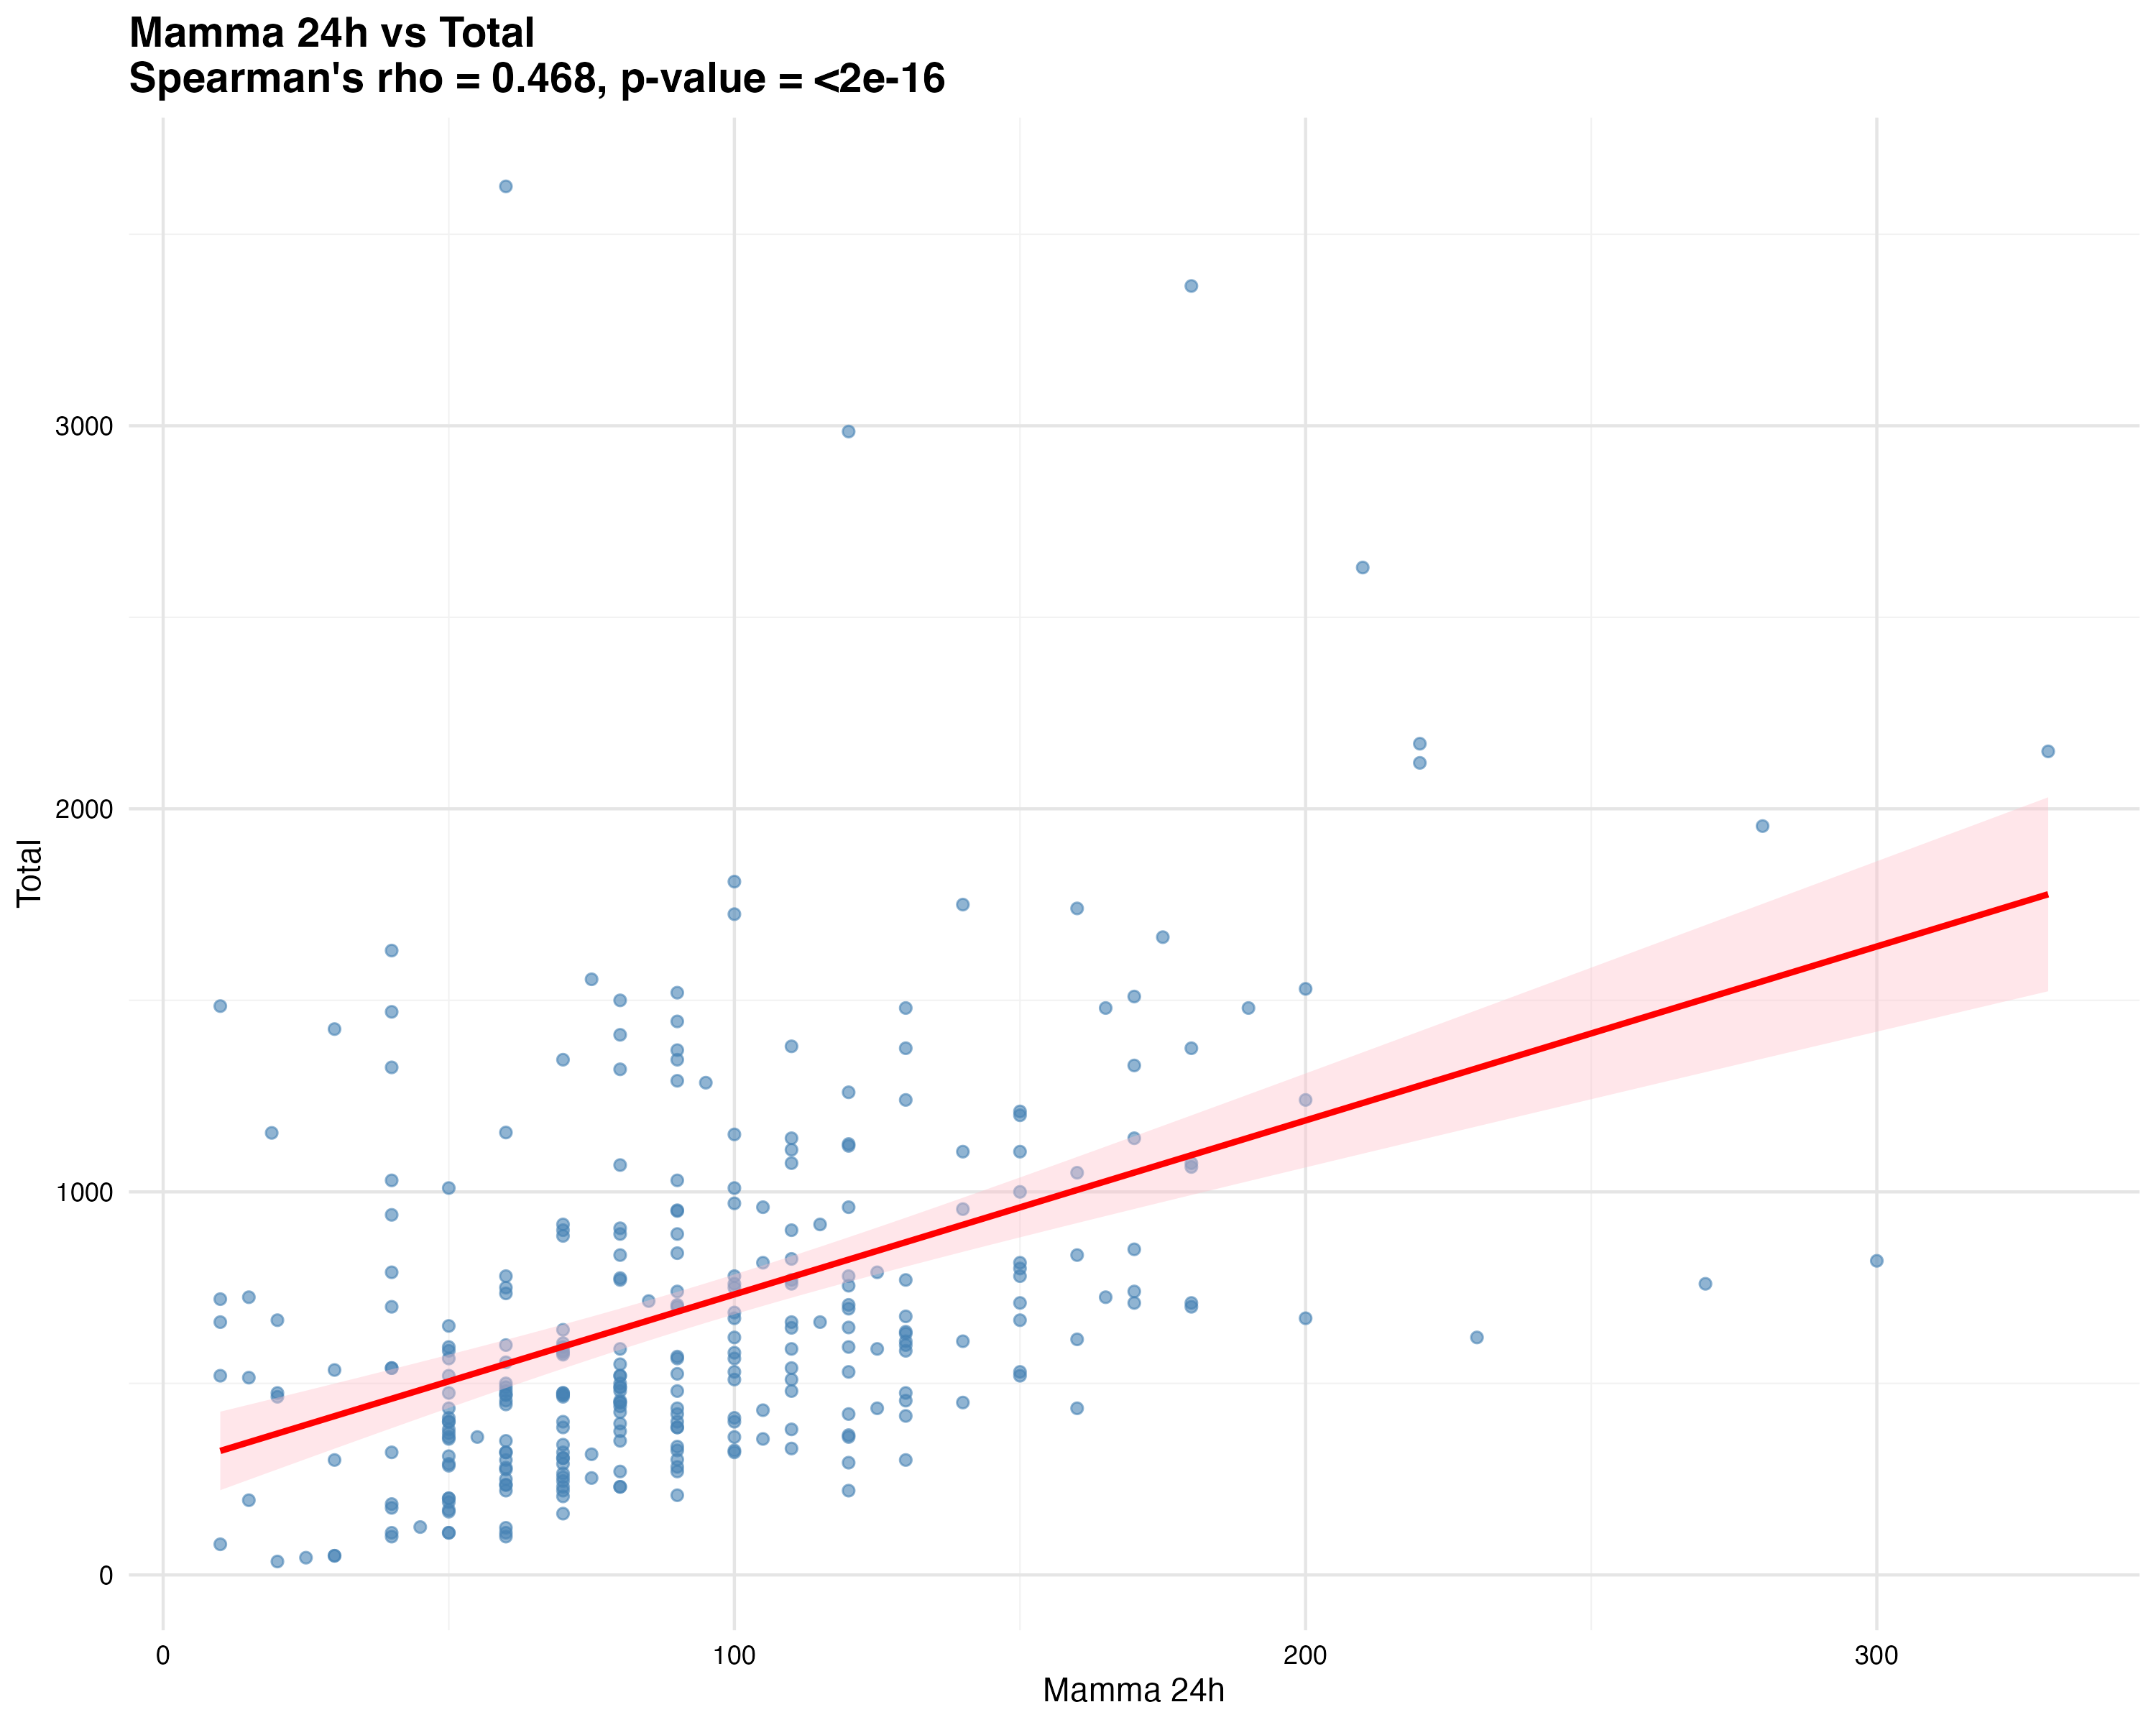 Mamma 24h vs Total
Spearman's rho = 0.468, p-value = <2e-16
3000
2000
1000
0
Total
0 100 200 300
Mamma 24h